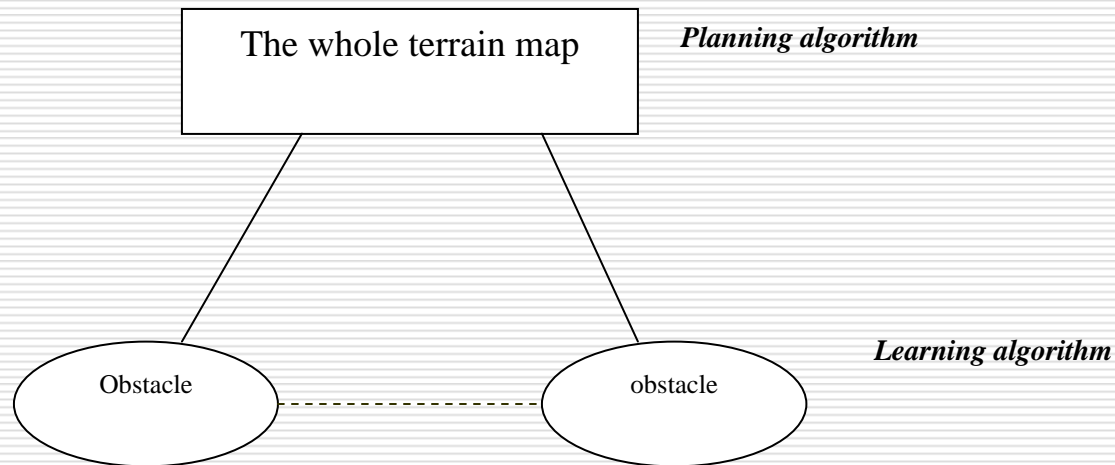 The whole terrain map
Planning algorithm
Learning algorithm
Obstacle
obstacle